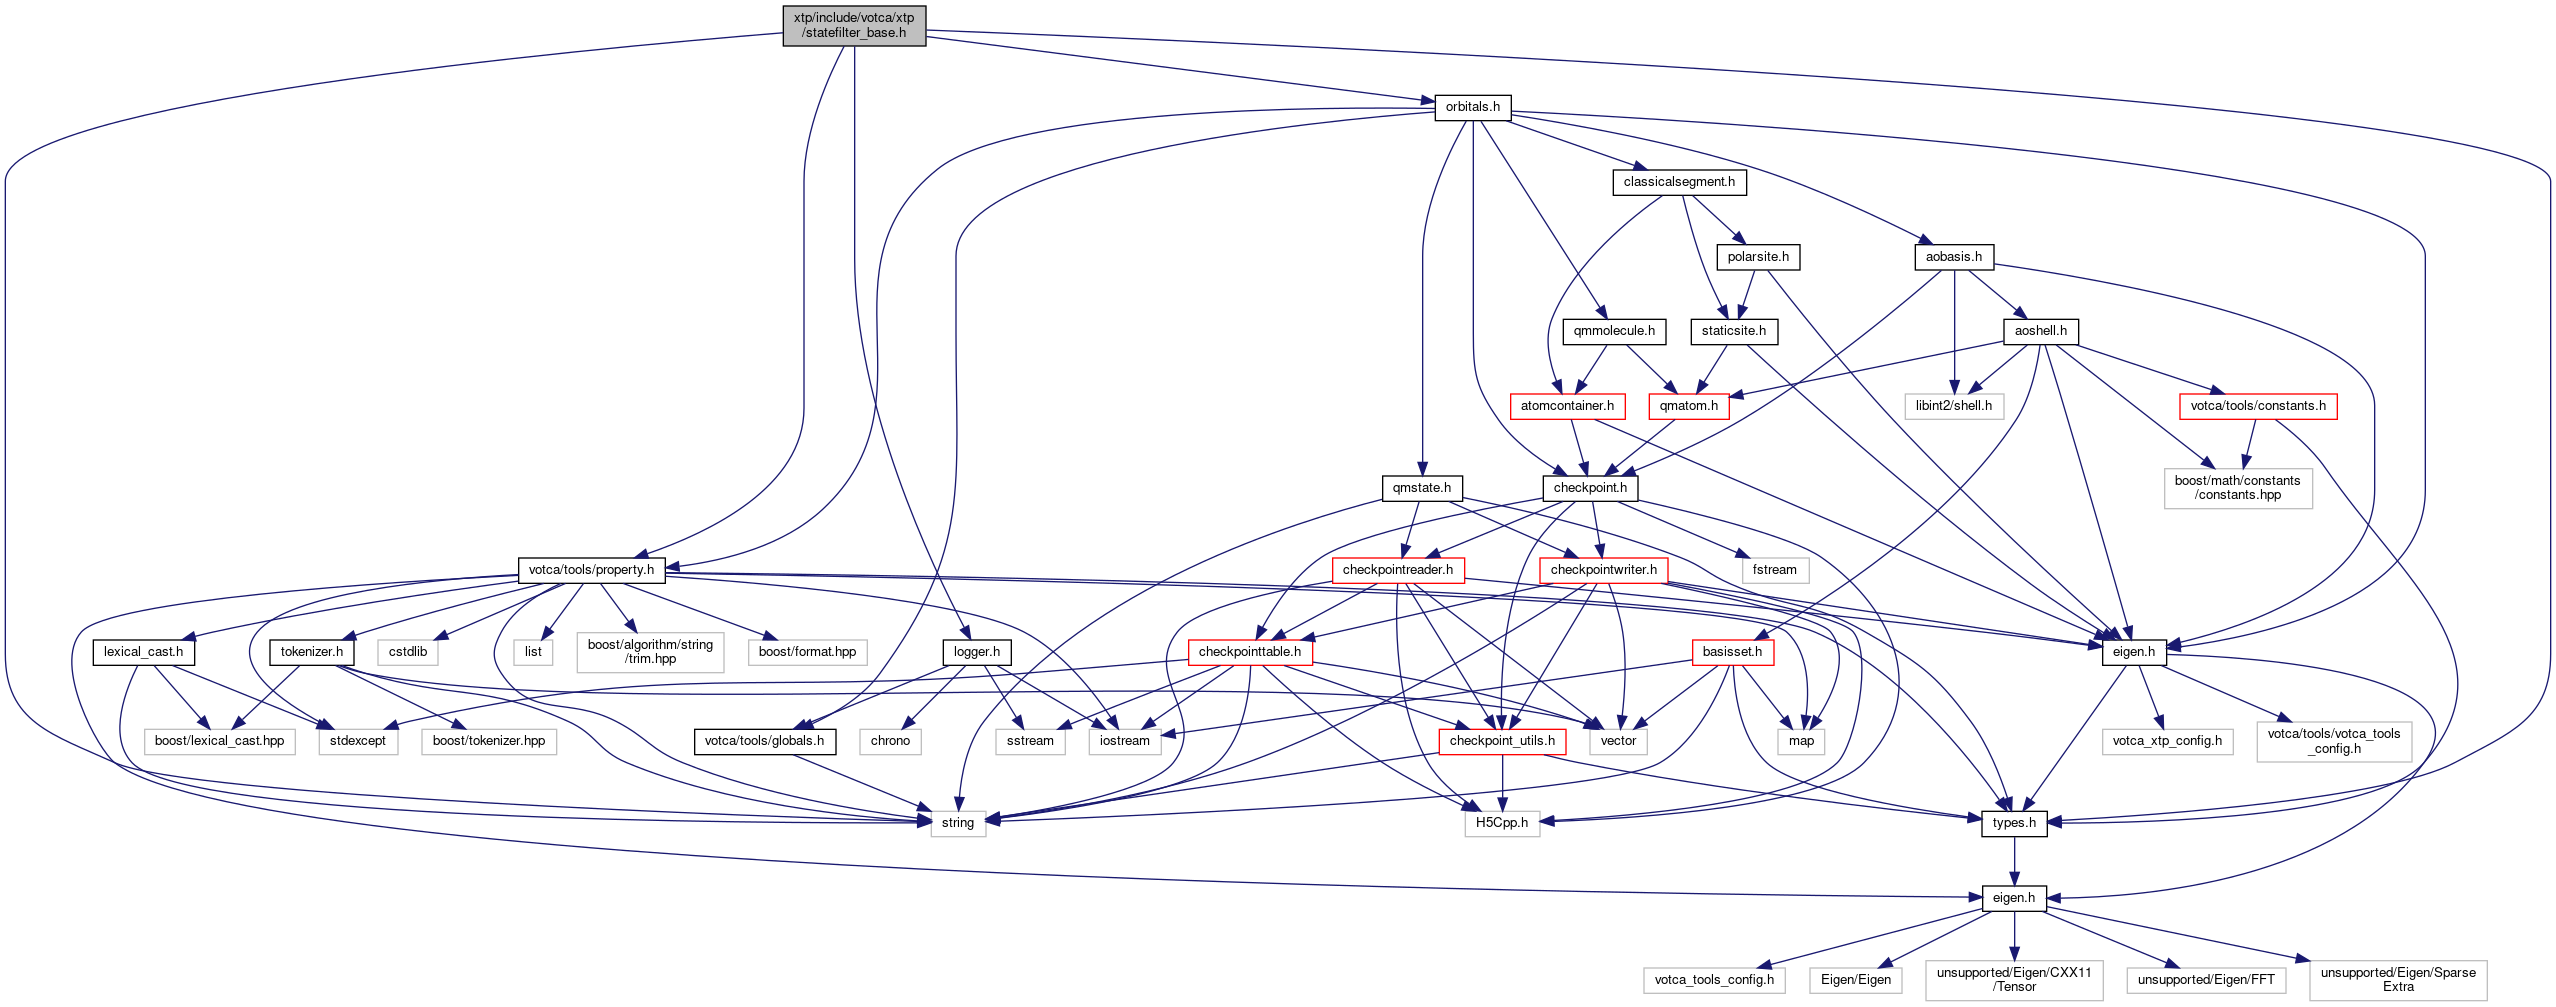 xtp/include/votca/xtp
/statefilter_base.h
orbitals.h
classicalsegment.h
polarsite.h
aobasis.h
qmmolecule.h
staticsite.h
aoshell.h
atomcontainer.h
qmatom.h
libint2/shell.h
votca/tools/constants.h
qmstate.h
checkpoint.h
boost/math/constants
/constants.hpp
votca/tools/property.h
checkpointreader.h
checkpointwriter.h
fstream
lexical_cast.h
tokenizer.h
cstdlib
list
boost/algorithm/string
/trim.hpp
boost/format.hpp
logger.h
checkpointtable.h
basisset.h
eigen.h
boost/lexical_cast.hpp
stdexcept
boost/tokenizer.hpp
votca/tools/globals.h
chrono
sstream
iostream
checkpoint_utils.h
vector
map
votca_xtp_config.h
votca/tools/votca_tools
_config.h
string
H5Cpp.h
types.h
eigen.h
votca_tools_config.h
Eigen/Eigen
unsupported/Eigen/CXX11
/Tensor
unsupported/Eigen/FFT
unsupported/Eigen/Sparse
Extra